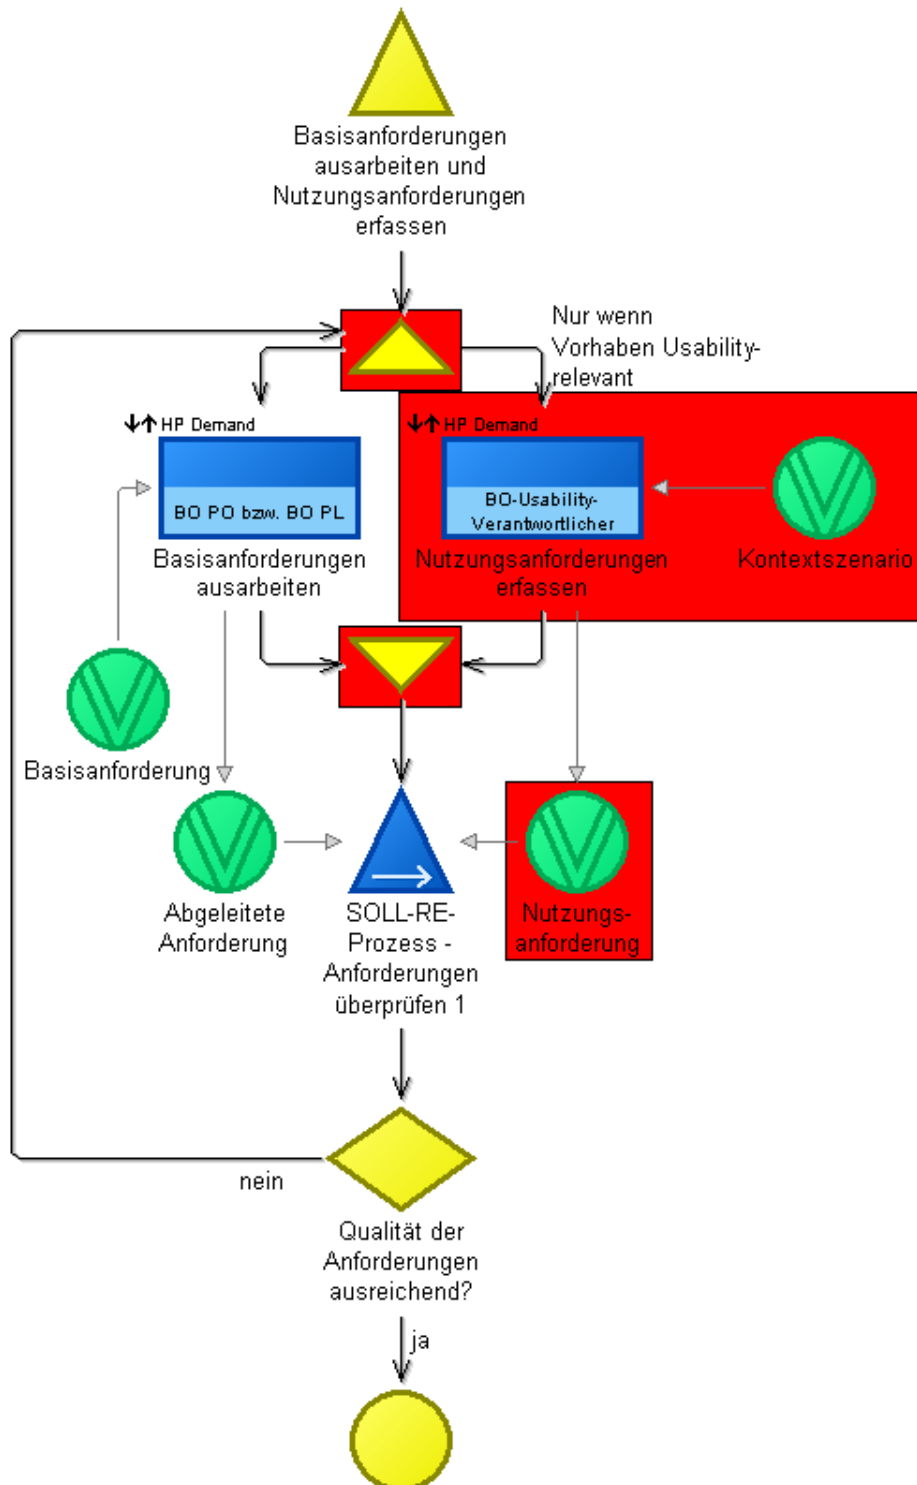 Basisanforderungen
ausarbeiten und
Nutzungsanforderungen
erfassen
Nur wenn
Vorhaben Usability-
relevant
HP Demand
BO PO bzw. BO PL
Basisanforderungen
ausarbeiten
HP Demand
BO-Usability-
Verantwortlicher
Nutzungsanforderungen
erfassen
Kontextszenario
Basisanforderung
Abgeleitete
Anforderung
SOLL-RE-
Prozess -
Anforderungen
überprüfen 1
Nutzungs-
anforderung
nein
Qualität der
Anforderungen
ausreichend?
ja